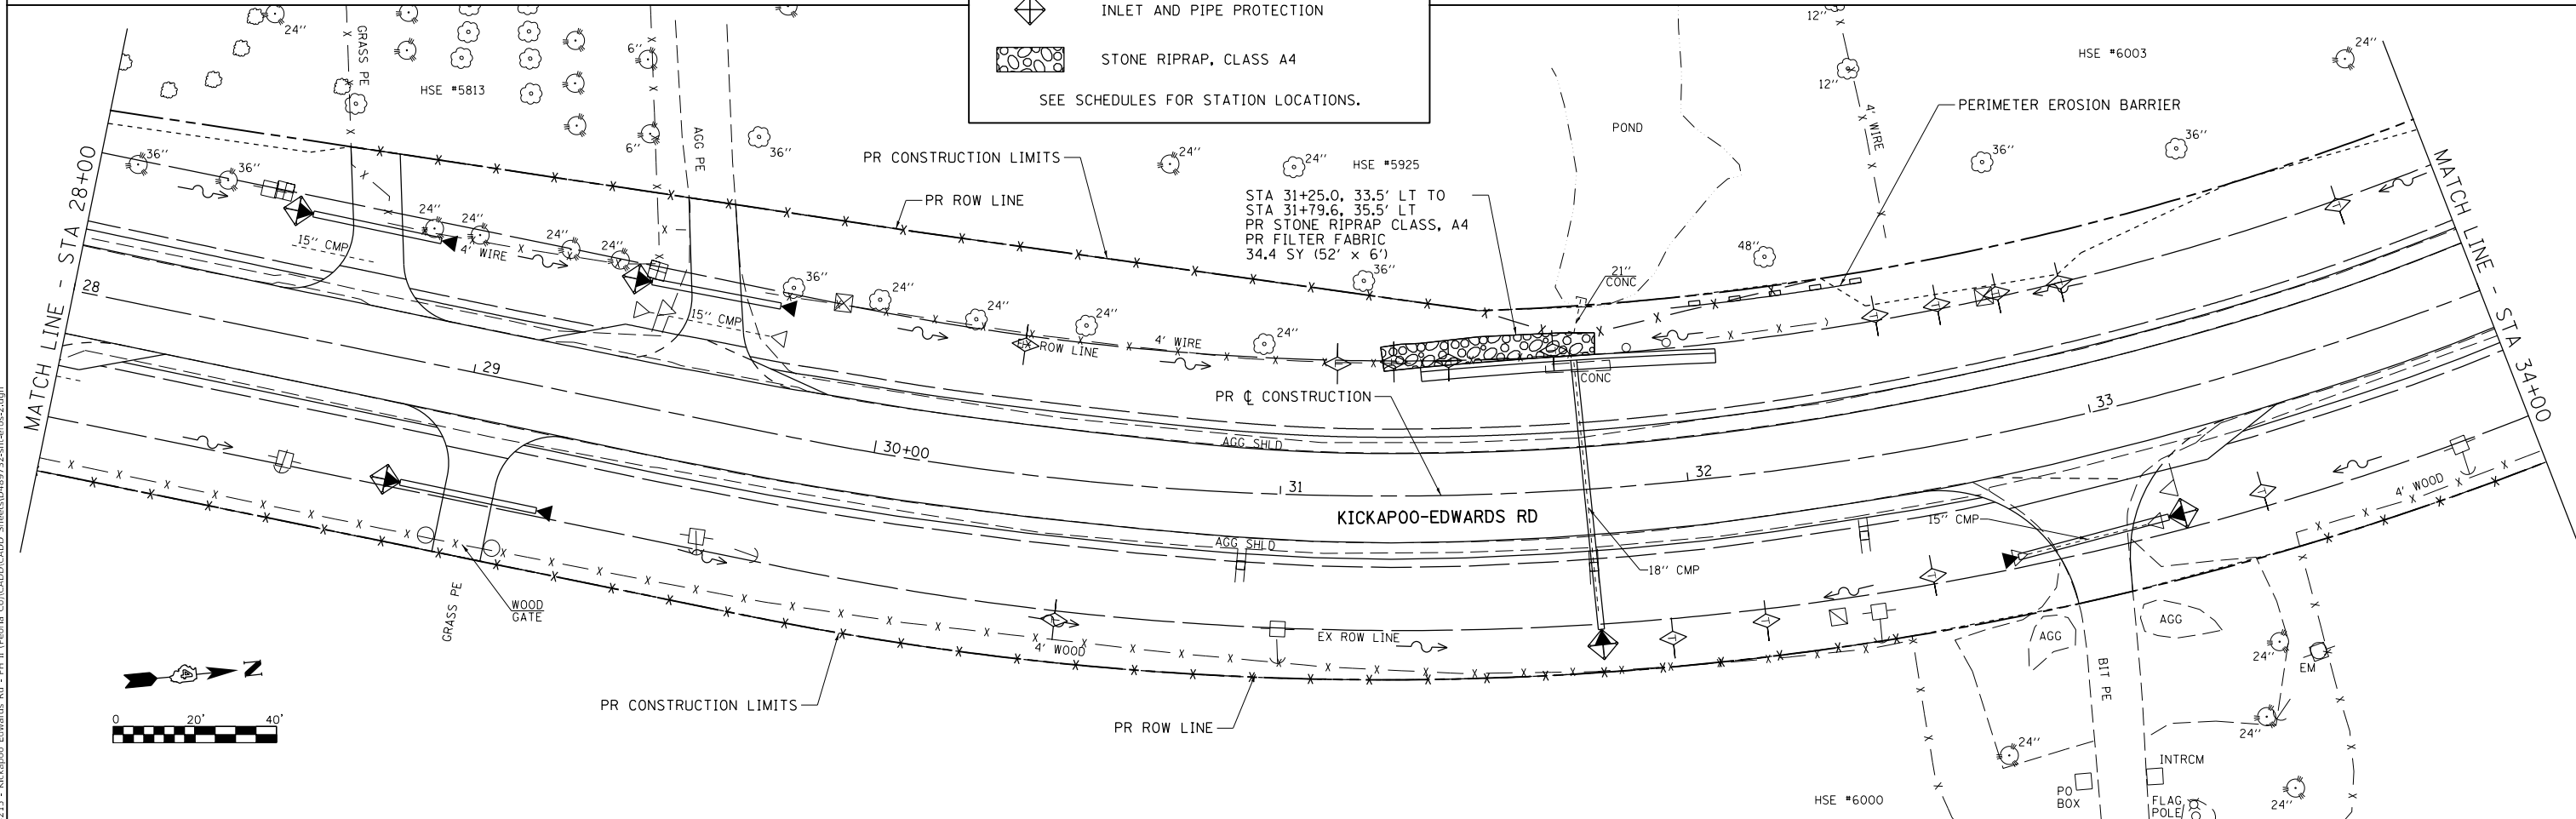 INLET AND PIPE PROTECTION
STONE RIPRAP, CLASS A4
SEE SCHEDULES FOR STATION LOCATIONS.
24"
GRASS PE
HSE #5813
6"
6"
AGG PE
36"
12"
12"
4' WIRE
HSE #6003
24"
PERIMETER EROSION BARRIER
POND
36"
36"
MATCH LINE - STA 28+00
36"
36"
PR CONSTRUCTION LIMITS
PR ROW LINE
24"
24"
HSE #5925
STA 31+25.0, 33.5' LT TO
STA 31+79.6, 35.5' LT
PR STONE RIPRAP CLASS, A4
PR FILTER FABRIC
34.4 SY (52' x 6')
MATCH LINE - STA 34+00
15" CMP
24"
24"
4' WIRE
24"
24"
36"
15" CMP
24"
24"
24"
EX ROW LINE
4' WIRE
24"
36"
21"
CONC
48"
CONC
28
29
30+00
31
32
33
PR ℄ CONSTRUCTION
AGG SHLD
KICKAPOO-EDWARDS RD
AGG SHLD
18" CMP
15" CMP
4' WOOD
GRASS PE
WOOD
GATE
4' WOOD
EX ROW LINE
AGG
AGG
BIT PE
24"
EM
24"
24"
24"
N
0 20' 40'
PR CONSTRUCTION LIMITS
PR ROW LINE
INTRCM
PO
BOX
FLAG
POLE
HSE #6000